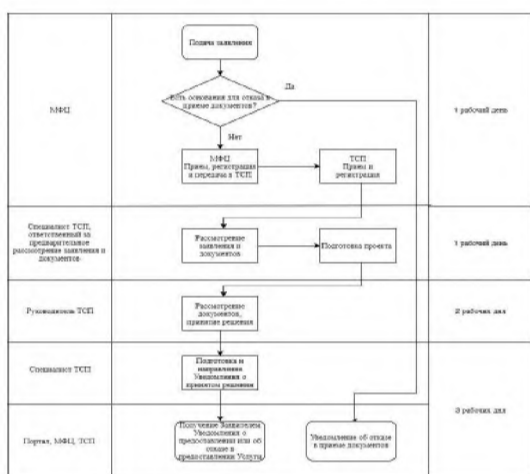 Подача заявления
Есть основания для отказа в
приеме документов?
Да
Нет
МФЦ
1 рабочий день
МФЦ
Прием, регистрация
и передача в ТСП
ТСП
Прием и
регистрация
Специалист ТСП,
ответственный за
предварительное
рассмотрение заявления и
документов
Рассмотрение
заявления и
документов
Подготовка проекта
1 рабочий день
Руководитель ТСП
Рассмотрение
документов,
принятие решения
2 рабочих дня
Специалист ТСП
Подготовка и
направление
Уведомления о
принятом решении
3 рабочих дня
Портал, МФЦ, ТСП
Получение Заявителем
Уведомления о
предоставлении или об
отказе в
предоставлении Услуги
Уведомление об отказе
в приеме документов